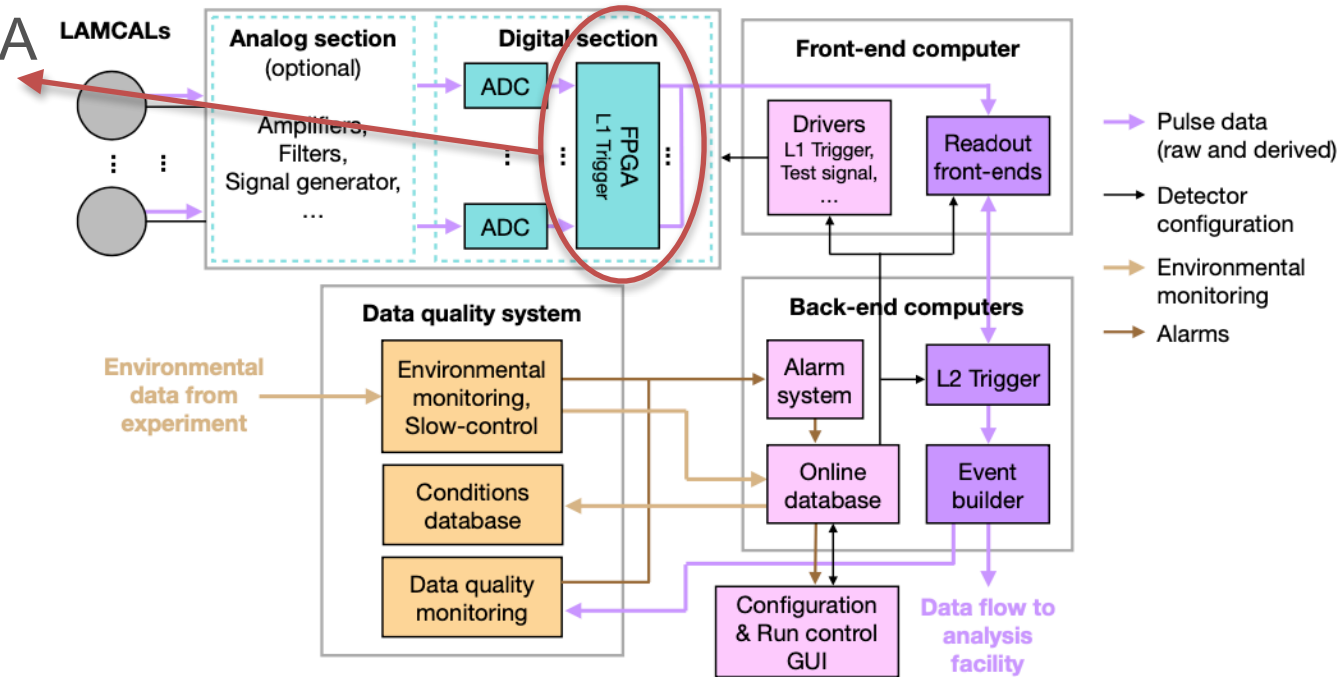 A
LAMCALs
Analog section
(optional)
Amplifiers,
Filters,
Signal generator,
...
Digital section
ADC
ADC
FPGA
L1 Trigger
Front-end computer
Drivers
L1 Trigger,
Test signal,
...
Readout
front-ends
Pulse data
(raw and derived)
Detector
configuration
Environmental
monitoring
Alarms
Data quality system
Environmental
data from
experiment
Environmental
monitoring,
Slow-control
Conditions
database
Data quality
monitoring
Back-end computers
Alarm
system
L2 Trigger
Online
database
Event
builder
Configuration
& Run control
GUI
Data flow to
analysis
facility